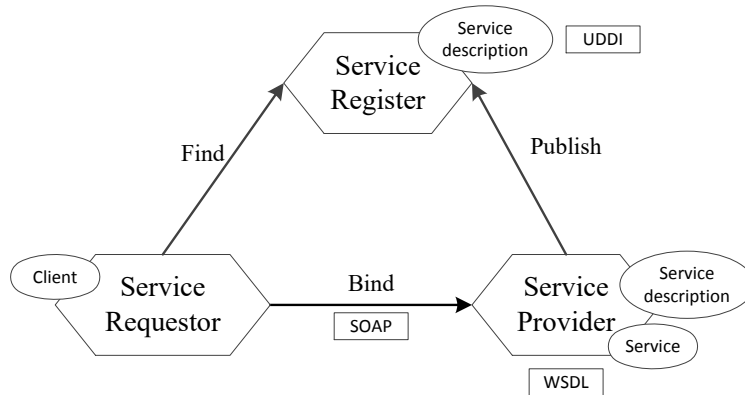 Service
description
UDDI
Service
Register
Find
Publish
Client
Service
Requestor
Bind
SOAP
Service
Provider
Service
description
Service
WSDL